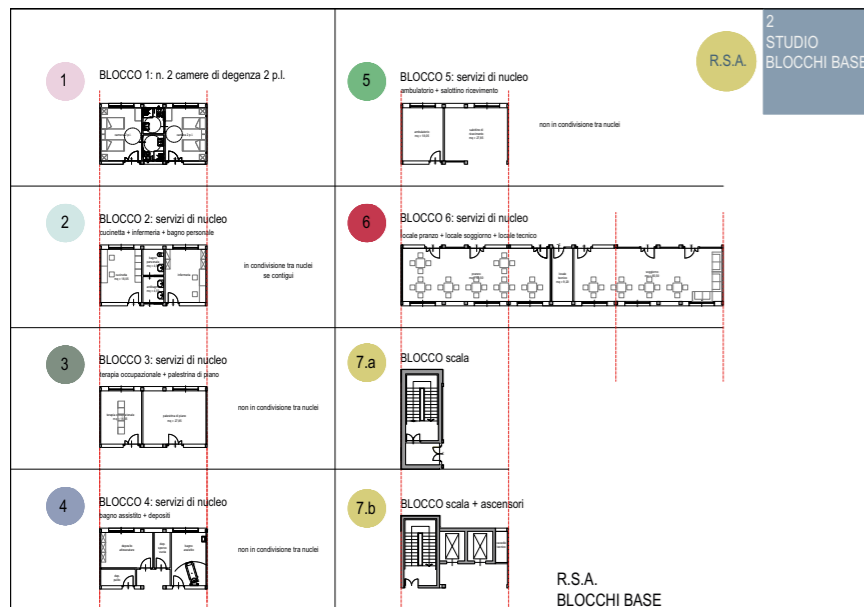 2
STUDIO
BLOCCHI BASE
R.S.A.
1
BLOCCO 1: n. 2 camere di degenza 2 p.l.
5
BLOCCO 5: servizi di nucleo
ambulatorio + salottino ricevimento
non in condivisione tra nuclei
2
BLOCCO 2: servizi di nucleo
cucinetta + infermeria + bagno personale
in condivisione tra nuclei
se contigui
6
BLOCCO 6: servizi di nucleo
locale pranzo + locale soggiorno + locale tecnico
3
BLOCCO 3: servizi di nucleo
terapia occupazionale + palestrina di piano
non in condivisione tra nuclei
7.a
BLOCCO scala
4
BLOCCO 4: servizi di nucleo
bagno assistito + depositi
non in condivisione tra nuclei
7.b
BLOCCO scala + ascensori
R.S.A.
BLOCCHI BASE